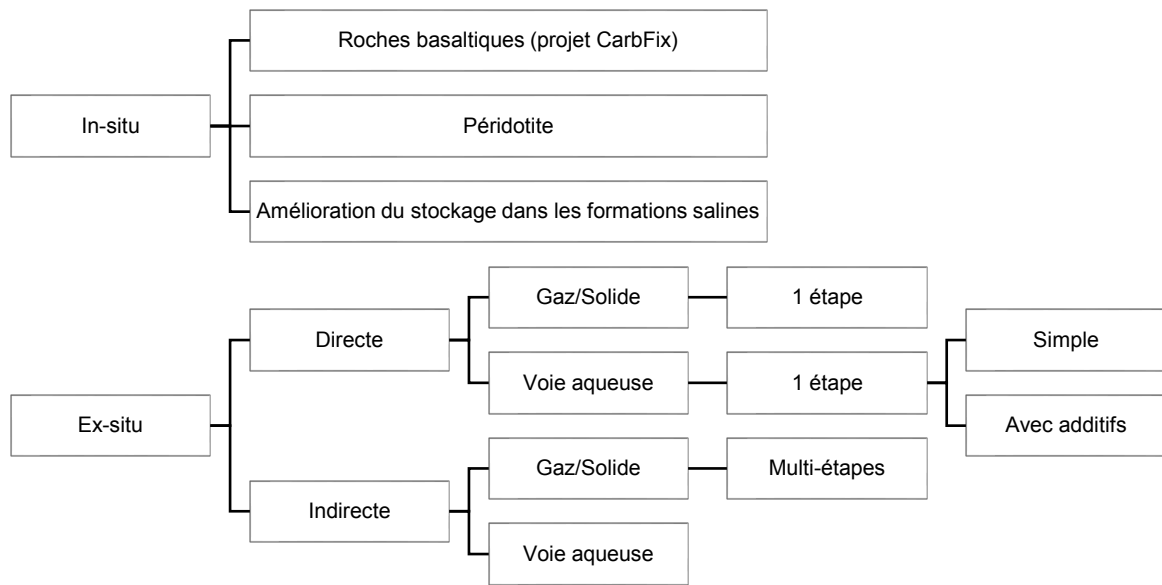 Roches basaltiques (projet CarbFix)
In-situ
Péridotite
Amélioration du stockage dans les formations salines
Gaz/Solide
1 étape
Directe
Simple
Voie aqueuse
1 étape
Ex-situ
Avec additifs
Gaz/Solide
Multi-étapes
Indirecte
Voie aqueuse